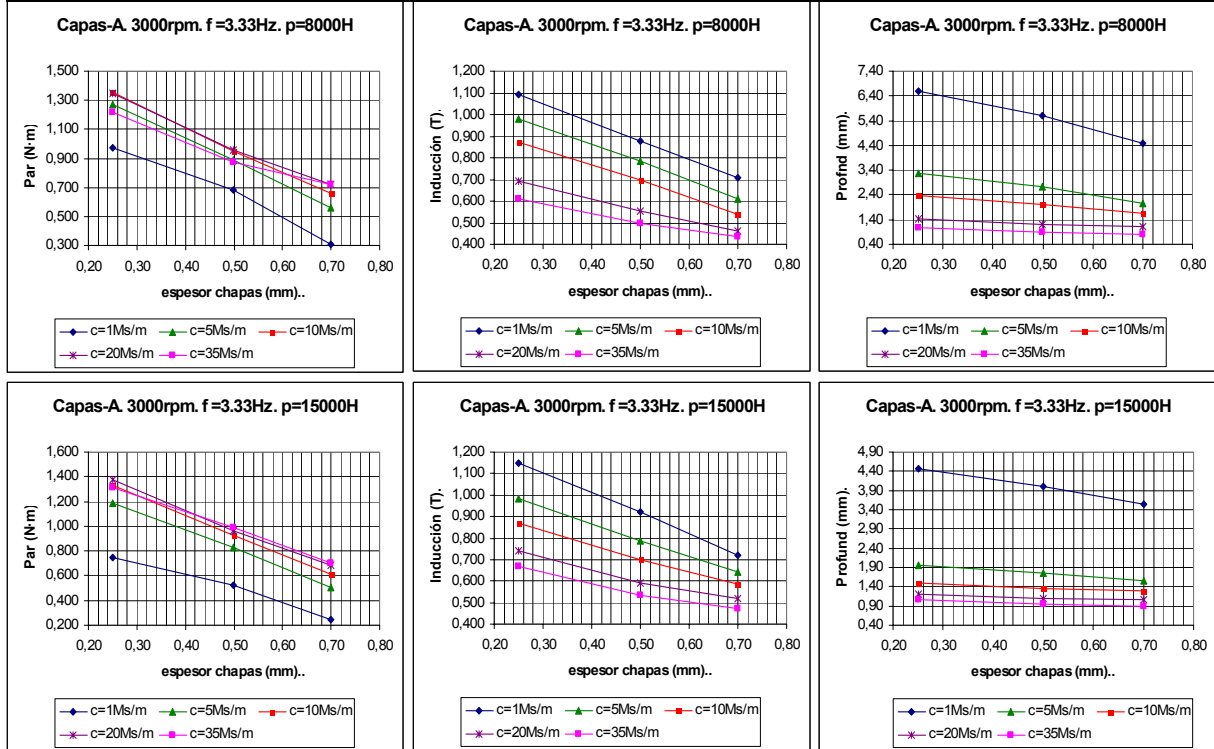 Capas-A. 3000rpm. f =3.33Hz. p=8000H
Par (N·m)
1,500
1,300
1,100
0,900
0,700
0,500
0,300
0,20 0,30 0,40 0,50 0,60 0,70 0,80
espesor chapas (mm)..
c=1Ms/m c=5Ms/m c=10Ms/m
c=20Ms/m c=35Ms/m
Capas-A. 3000rpm. f =3.33Hz. p=8000H
Inducción (T).
1,200
1,100
1,000
0,900
0,800
0,700
0,600
0,500
0,400
0,20 0,30 0,40 0,50 0,60 0,70 0,80
espesor chapas (mm)..
c=1Ms/m c=5Ms/m c=10Ms/m
c=20Ms/m c=35Ms/m
Capas-A. 3000rpm. f =3.33Hz. p=8000H
Profnd (mm).
7,40
6,40
5,40
4,40
3,40
2,40
1,40
0,40
0,20 0,30 0,40 0,50 0,60 0,70 0,80
espesor chapas (mm)..
c=1Ms/m c=5Ms/m c=10Ms/m
c=20Ms/m c=35Ms/m
Capas-A. 3000rpm. f =3.33Hz. p=15000H
Par (N·m)
1,600
1,400
1,200
1,000
0,800
0,600
0,400
0,200
0,20 0,30 0,40 0,50 0,60 0,70 0,80
espesor chapas (mm)..
c=1Ms/m c=5Ms/m c=10Ms/m
c=20Ms/m c=35Ms/m
Capas-A. 3000rpm. f =3.33Hz. p=15000H
Inducción (T).
1,200
1,100
1,000
0,900
0,800
0,700
0,600
0,500
0,400
0,20 0,30 0,40 0,50 0,60 0,70 0,80
espesor chapas (mm)..
c=1Ms/m c=5Ms/m c=10Ms/m
c=20Ms/m c=35Ms/m
Capas-A. 3000rpm. f =3.33Hz. p=15000H
Profund (mm).
4,90
4,40
3,90
3,40
2,90
2,40
1,90
1,40
0,90
0,40
0,20 0,30 0,40 0,50 0,60 0,70 0,80
espesor chapas (mm)..
c=1Ms/m c=5Ms/m c=10Ms/m
c=20Ms/m c=35Ms/m